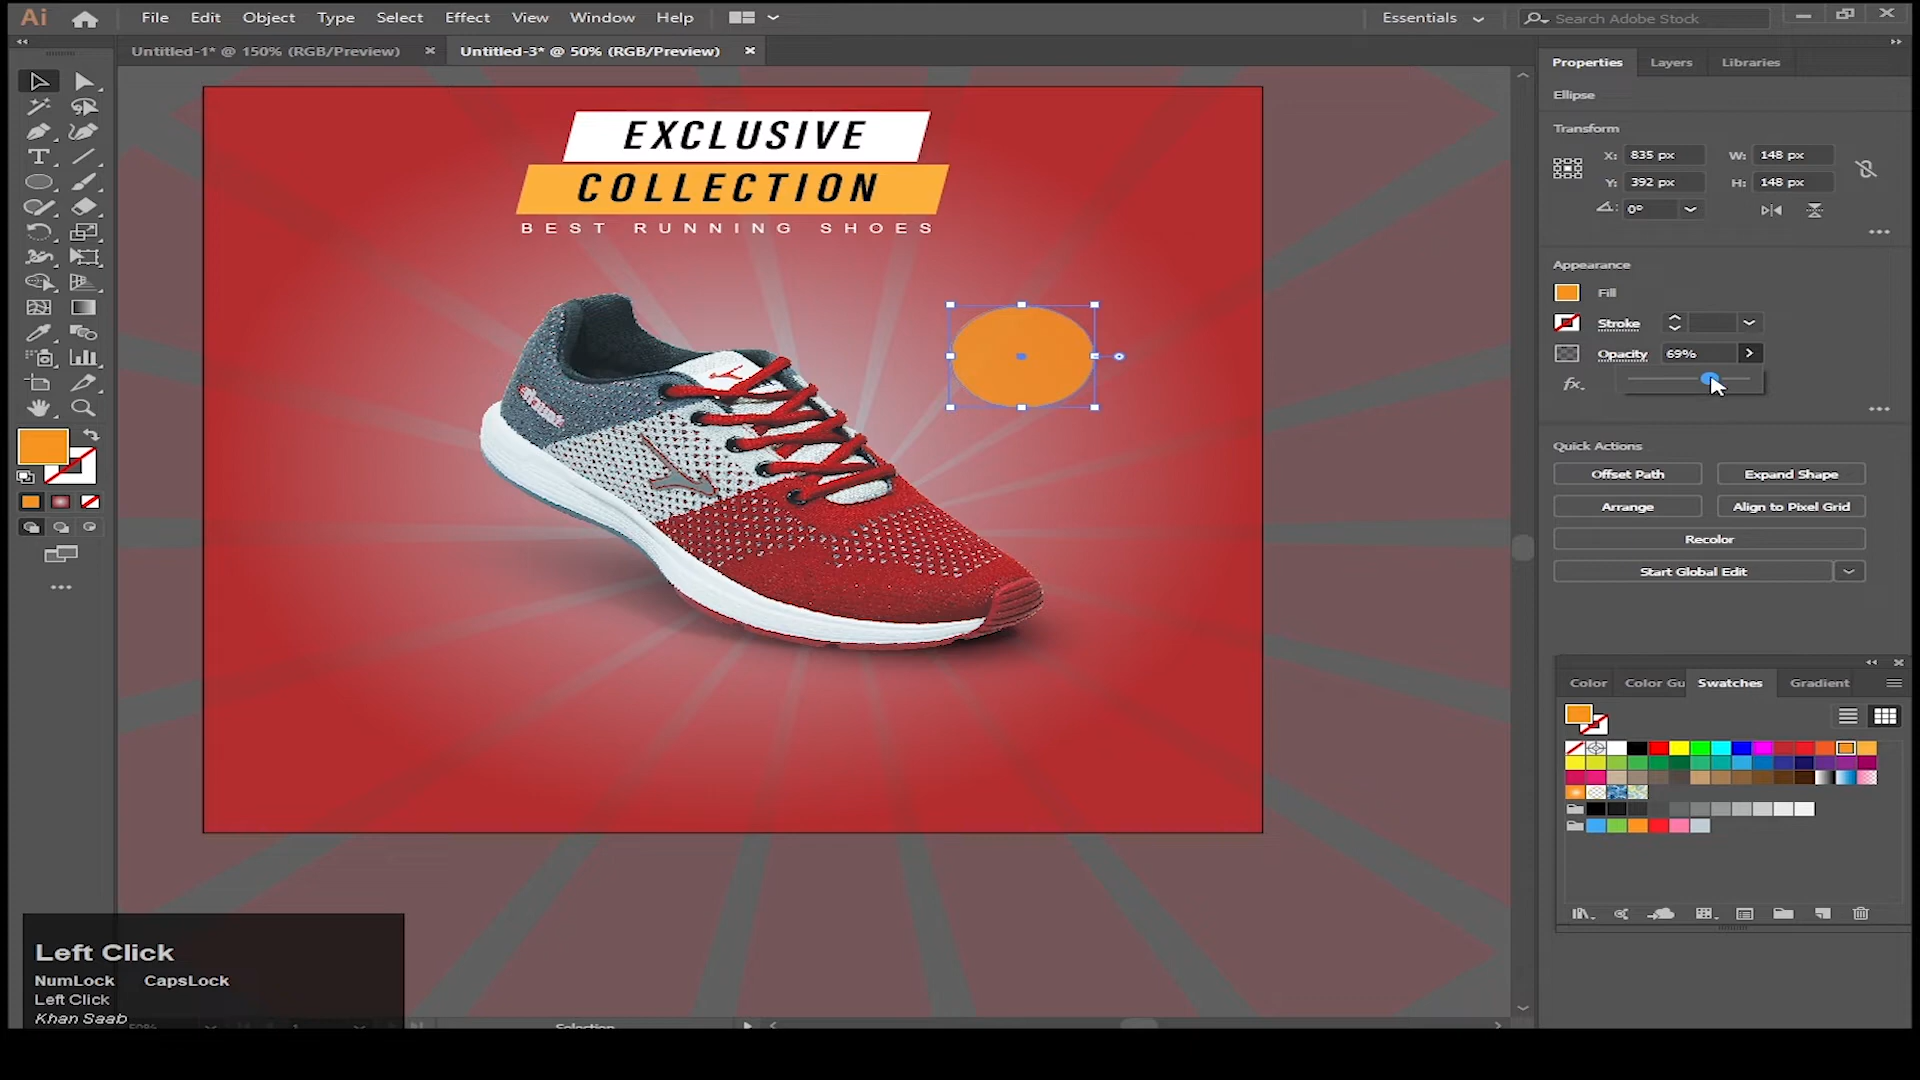 Ai
File Edit Object Type Select Effect View Window Help
Essentials
Search Adobe Stock
Untitled-1* @ 150% (RGB/Preview)
Untitled-3* @ 50% (RGB/Preview)
EXCLUSIVE
COLLECTION
BEST RUNNING SHOES
Properties Layers Libraries
Ellipse
Transform
X: 835 px W: 148 px
Y: 392 px H: 148 px
0°
Appearance
Fill
Stroke
Opacity 69%
fx.
Quick Actions
Offset Path Expand Shape
Arrange Align to Pixel Grid
Recolor
Start Global Edit
Color Color Gu Swatches Gradient
Left Click
NumLock CapsLock
Left Click
Khan Saab
50% 1 Selection